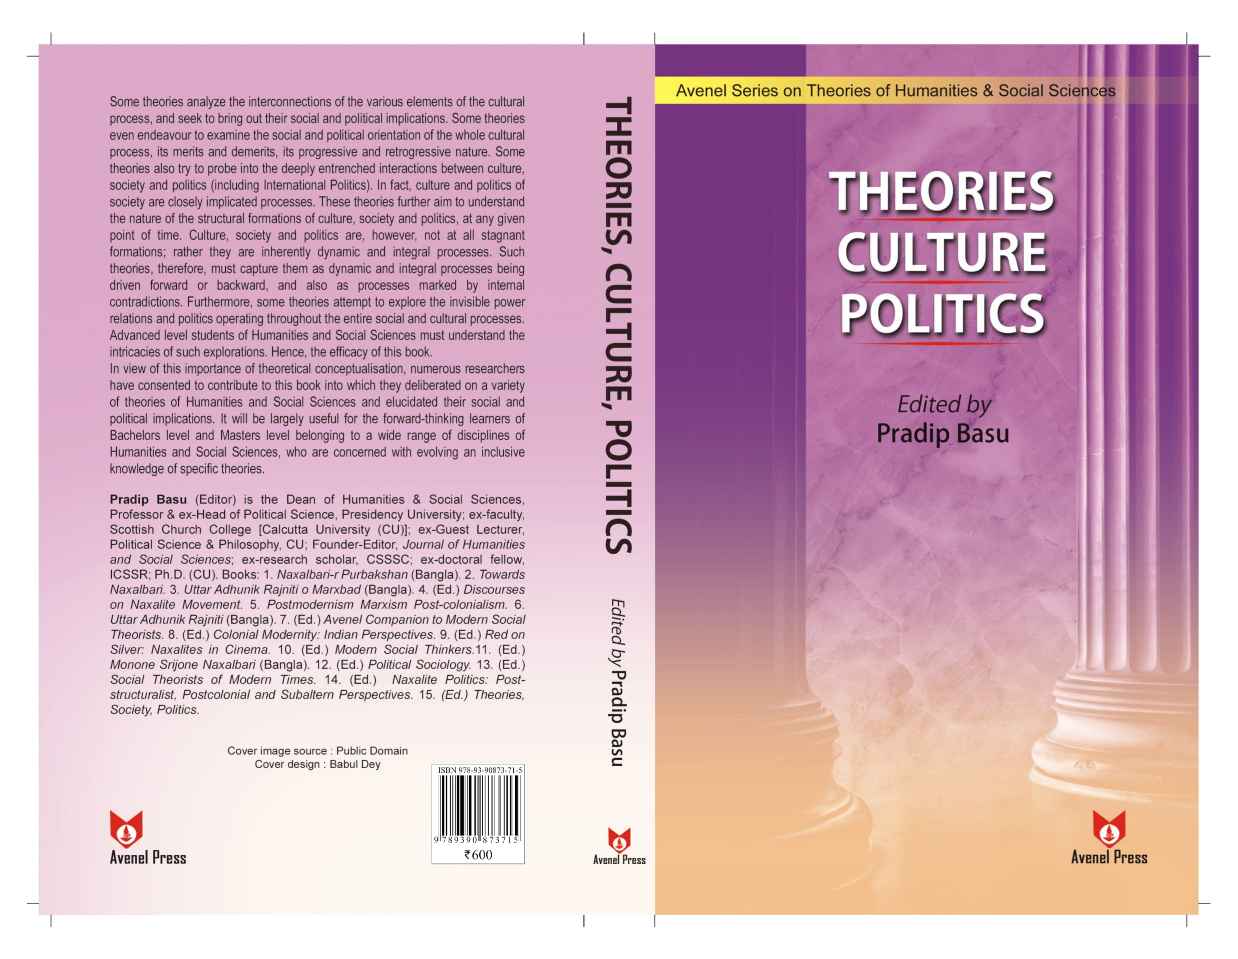 Some theories analyze the interconnections of the various elements of the cultural
process, and seek to bring out their social and political implications. Some theories
even endeavour to examine the social and political orientation of the whole cultural
process, its merits and demerits, its progressive and retrogressive nature. Some
theories also try to probe into the deeply entrenched interactions between culture,
society and politics (including International Politics). In fact, culture and politics of
society are closely implicated processes. These theories further aim to understand
the nature of the structural formations of culture, society and politics, at any given
point of time. Culture, society and politics are, however, not at all stagnant
formations; rather they are inherently dynamic and integral processes. Such
theories, therefore, must capture them as dynamic and integral processes being
driven forward or backward, and also as processes marked by internal
contradictions. Furthermore, some theories attempt to explore the invisible power
relations and politics operating throughout the entire social and cultural processes.
Advanced level students of Humanities and Social Sciences must understand the
intricacies of such explorations. Hence, the efficacy of this book.
In view of this importance of theoretical conceptualisation, numerous researchers
have consented to contribute to this book into which they deliberated on a variety
of theories of Humanities and Social Sciences and elucidated their social and
political implications. It will be largely useful for the forward-thinking learners of
Bachelors level and Masters level belonging to a wide range of disciplines of
Humanities and Social Sciences, who are concerned with evolving an inclusive
knowledge of specific theories.
Pradip Basu (Editor) is the Dean of Humanities & Social Sciences,
Professor & ex-Head of Political Science, Presidency University; ex-faculty,
Scottish Church College [Calcutta University (CU)]; ex-Guest Lecturer,
Political Science & Philosophy, CU; Founder-Editor, Journal of Humanities
and Social Sciences; ex-research scholar, CSSSC; ex-doctoral fellow,
ICSSR; Ph.D. (CU). Books: 1. Naxalbari-r Purbakshan (Bangla). 2. Towards
Naxalbari. 3. Uttar Adhunik Rajniti o Marxbad (Bangla). 4. (Ed.) Discourses
on Naxalite Movement. 5. Postmodernism Marxism Post-colonialism. 6.
Uttar Adhunik Rajniti (Bangla). 7. (Ed.) Avenel Companion to Modern Social
Theorists. 8. (Ed.) Colonial Modernity: Indian Perspectives. 9. (Ed.) Red on
Silver: Naxalites in Cinema. 10. (Ed.) Modern Social Thinkers.11. (Ed.)
Monone Srijone Naxalbari (Bangla). 12. (Ed.) Political Sociology. 13. (Ed.)
Social Theorists of Modern Times. 14. (Ed.) Naxalite Politics: Post-
structuralist, Postcolonial and Subaltern Perspectives. 15. (Ed.) Theories,
Society, Politics.
Cover image source : Public Domain
Cover design : Babul Dey
ISBN 978-93-90873-71-5
9 789390 873715
₹600
Avenel Press
THEORIES, CULTURE, POLITICS
Edited by Pradip Basu
Avenel Press
Avenel Series on Theories of Humanities & Social Sciences
THEORIES
CULTURE
POLITICS
Edited by
Pradip Basu
Avenel Press